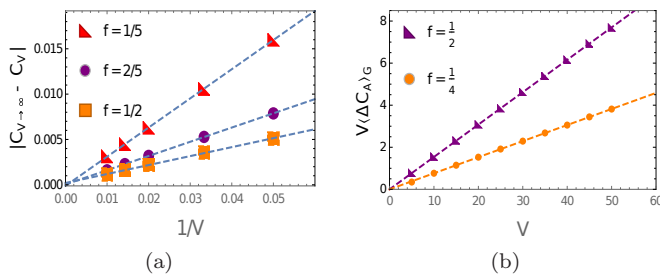 |C_{V→∞} - C_V|
0.015
0.010
0.005
0.000
f = 1/5
f = 2/5
f = 1/2
0.00 0.01 0.02 0.03 0.04 0.05
1/V
(a)
V⟨ΔC_A⟩_G
8
6
4
2
0
f = 1/2
f = 1/4
0 10 20 30 40 50 60
V
(b)